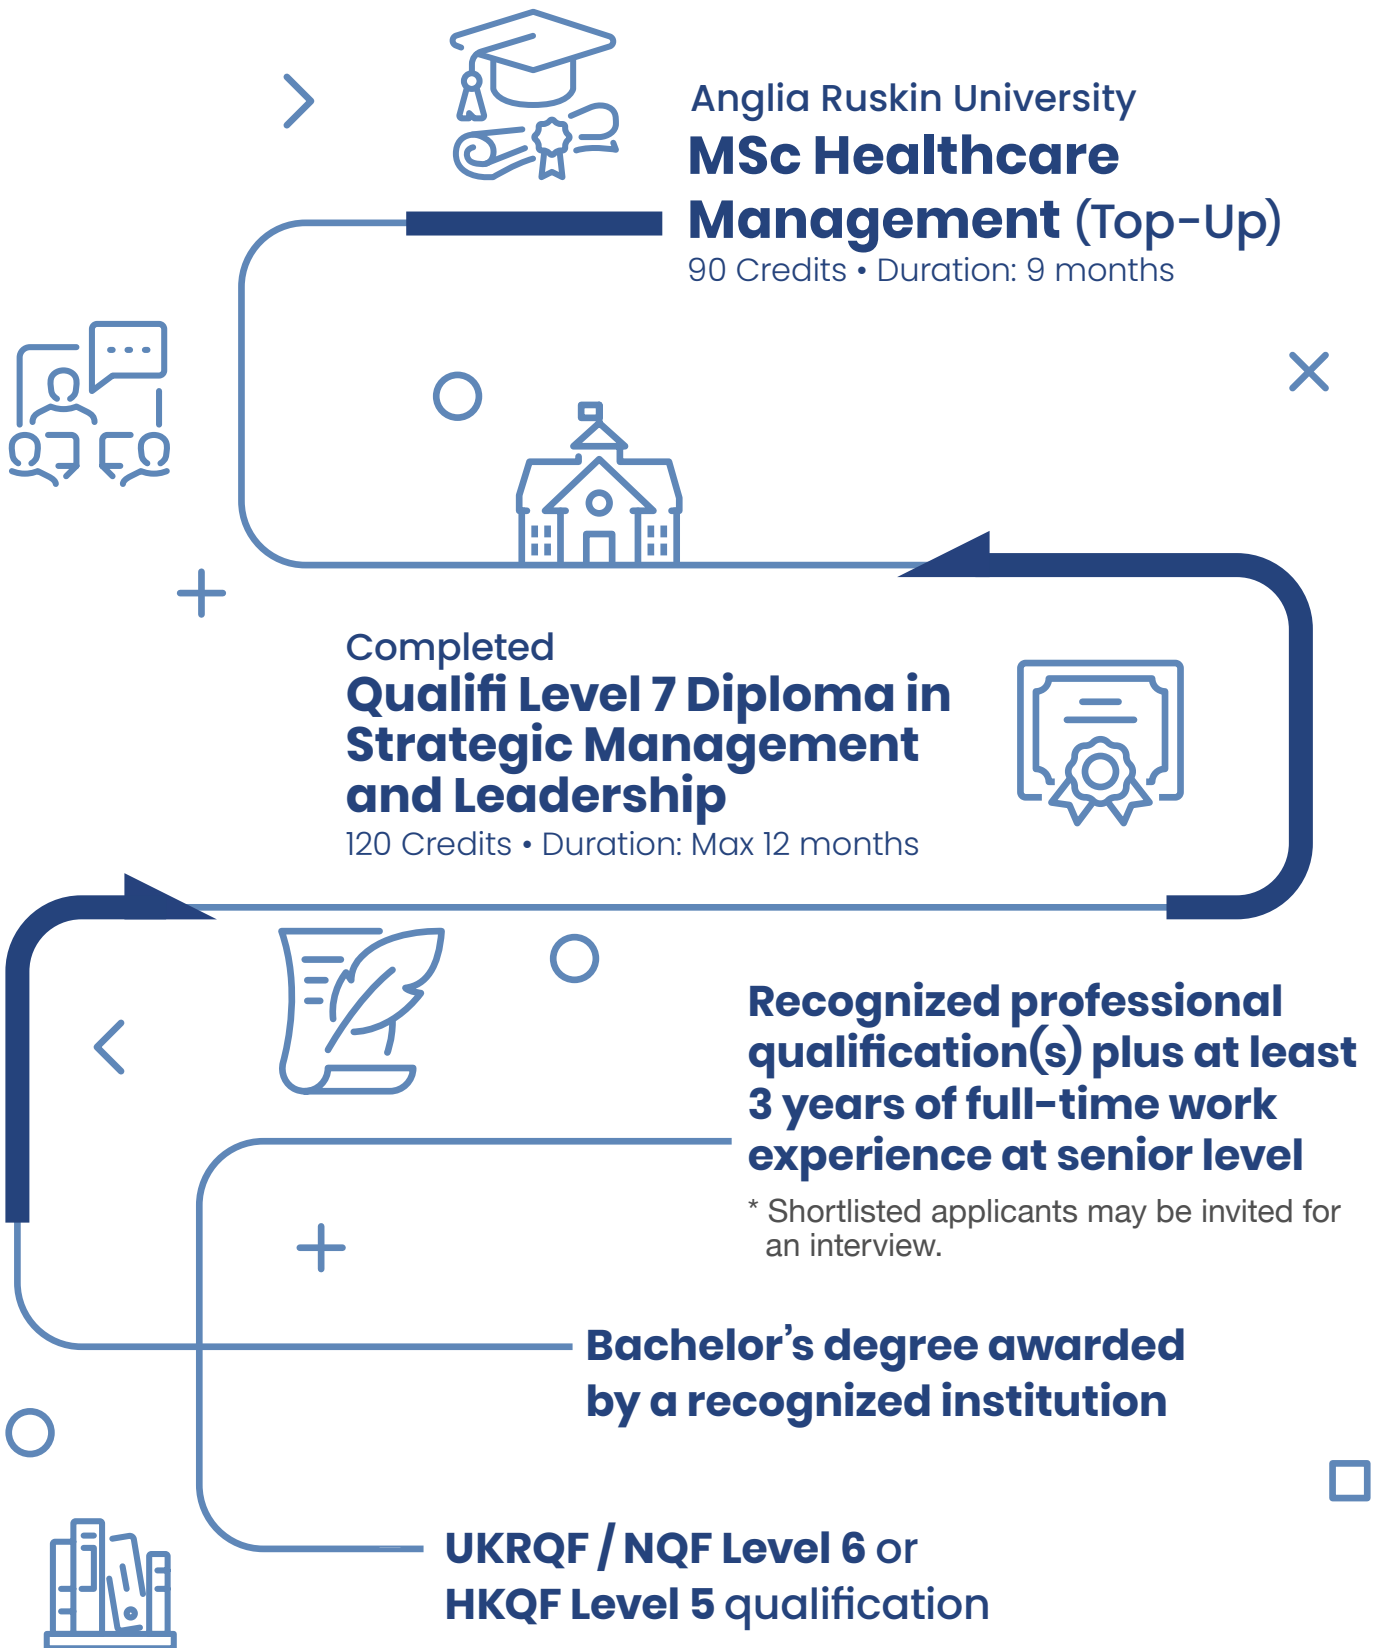 Anglia Ruskin University
MSc Healthcare
Management (Top-Up)
90 Credits • Duration: 9 months
Completed
Qualifi Level 7 Diploma in
Strategic Management
and Leadership
120 Credits • Duration: Max 12 months
Recognized professional
qualification(s) plus at least
3 years of full-time work
experience at senior level
* Shortlisted applicants may be invited for
an interview.
Bachelor’s degree awarded
by a recognized institution
UKRQF / NQF Level 6 or
HKQF Level 5 qualification